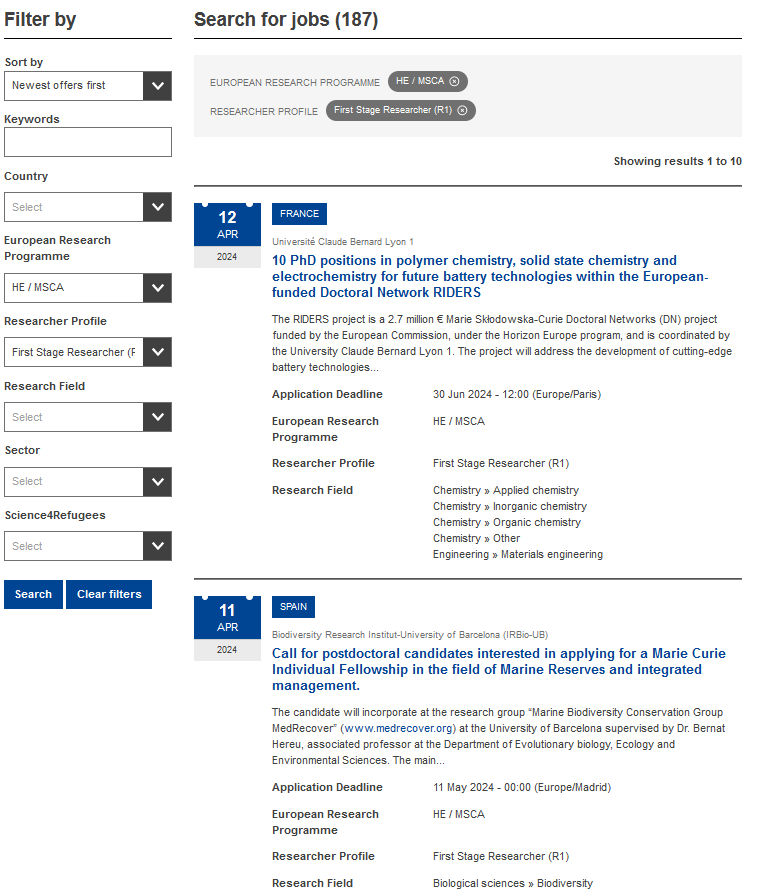 Filter by
Sort by
Newest offers first
Keywords
Country
Select
European Research
Programme
HE / MSCA
Researcher Profile
First Stage Researcher (F
Research Field
Select
Sector
Select
Science4Refugees
Select
Search Clear filters
Search for jobs (187)
EUROPEAN RESEARCH PROGRAMME HE / MSCA
RESEARCHER PROFILE First Stage Researcher (R1)
Showing results 1 to 10
12
APR
2024
FRANCE
Université Claude Bernard Lyon 1
10 PhD positions in polymer chemistry, solid state chemistry and
electrochemistry for future battery technologies within the European-
funded Doctoral Network RIDERS
The RIDERS project is a 2.7 million € Marie Skłodowska-Curie Doctoral Networks (DN) project
funded by the European Commission, under the Horizon Europe program, and is coordinated by
the University Claude Bernard Lyon 1. The project will address the development of cutting-edge
battery technologies...
Application Deadline 30 Jun 2024 - 12:00 (Europe/Paris)
European Research HE / MSCA
Programme
Researcher Profile First Stage Researcher (R1)
Research Field Chemistry » Applied chemistry
Chemistry » Inorganic chemistry
Chemistry » Organic chemistry
Chemistry » Other
Engineering » Materials engineering
11
APR
2024
SPAIN
Biodiversity Research Institut-University of Barcelona (IRBio-UB)
Call for postdoctoral candidates interested in applying for a Marie Curie
Individual Fellowship in the field of Marine Reserves and integrated
management.
The candidate will incorporate at the research group “Marine Biodiversity Conservation Group
MedRecover” (www.medrecover.org) at the University of Barcelona supervised by Dr. Bernat
Hereu, associated professor at the Department of Evolutionary biology, Ecology and
Environmental Sciences. The main...
Application Deadline 11 May 2024 - 00:00 (Europe/Madrid)
European Research HE / MSCA
Programme
Researcher Profile First Stage Researcher (R1)
Research Field Biological sciences » Biodiversity